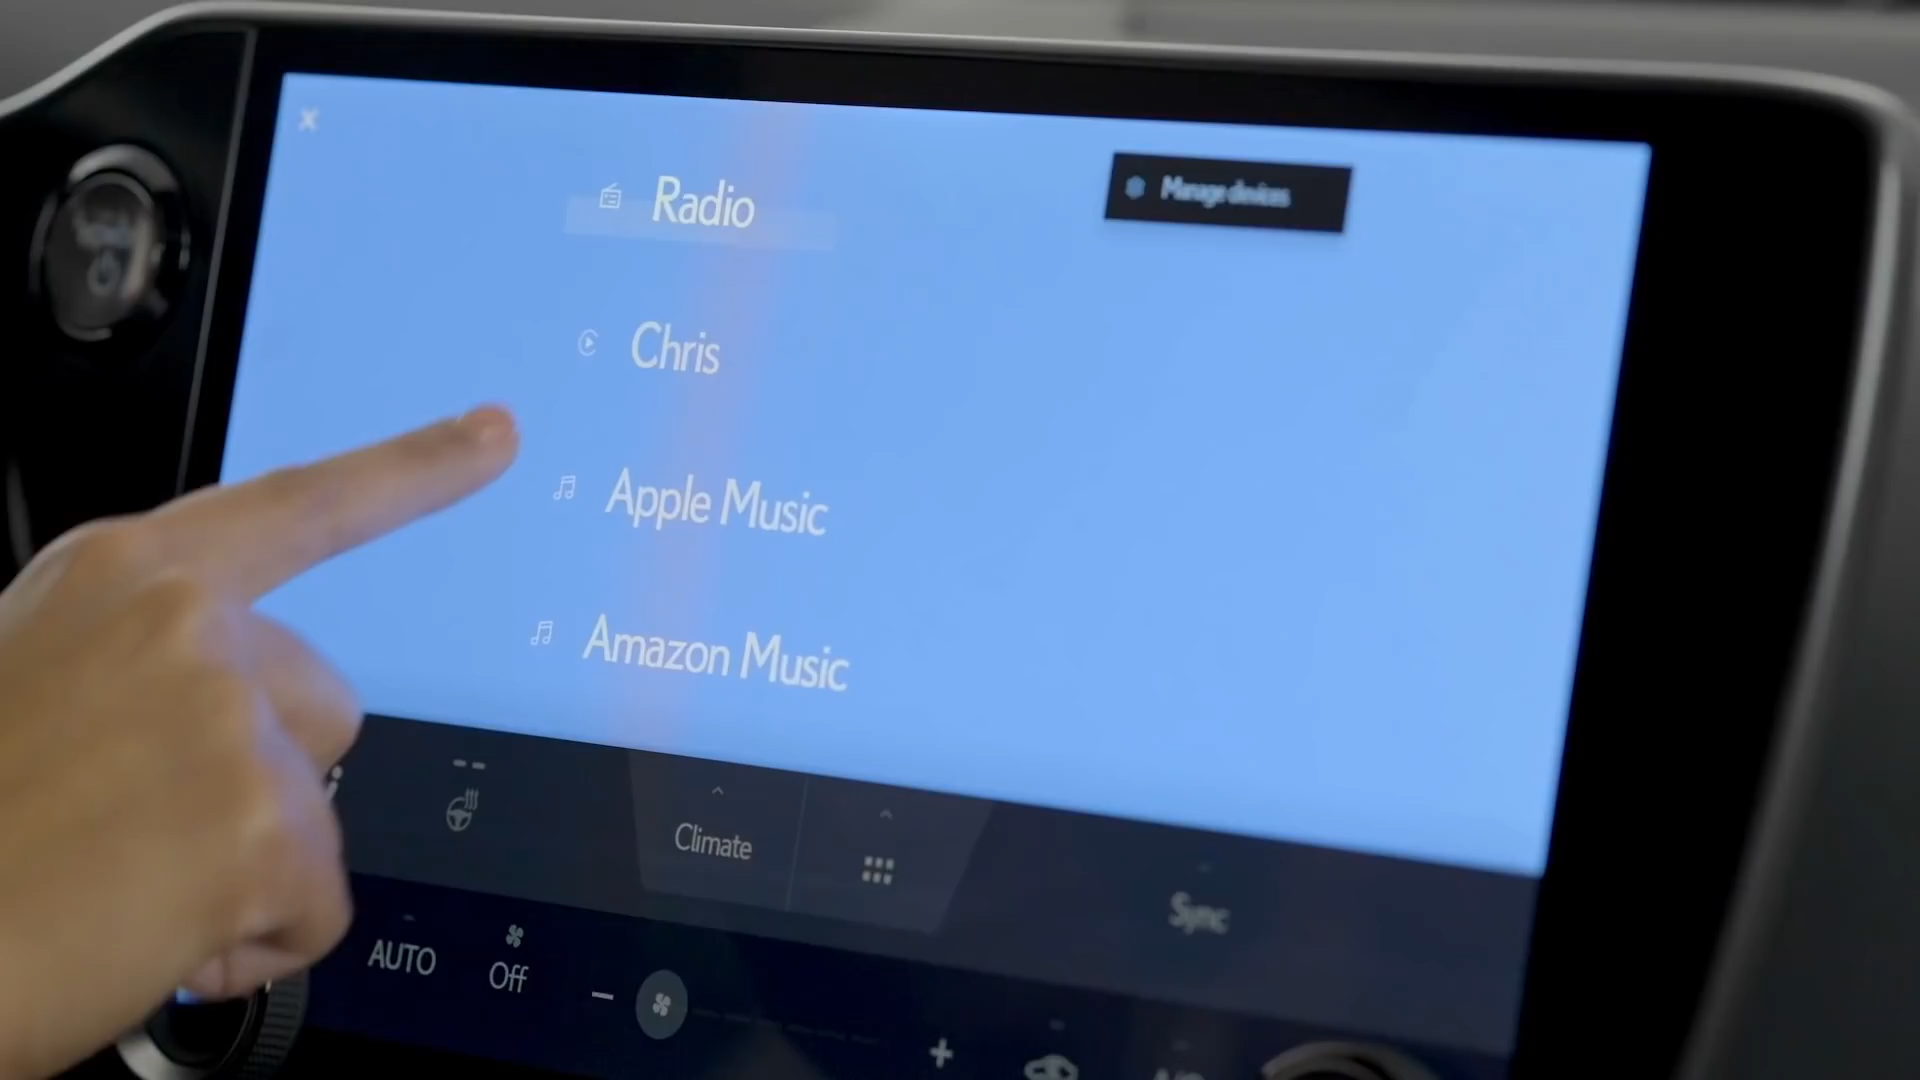 Radio
Manage devices
Chris
Apple Music
Amazon Music
Climate
Sync
AUTO
Off